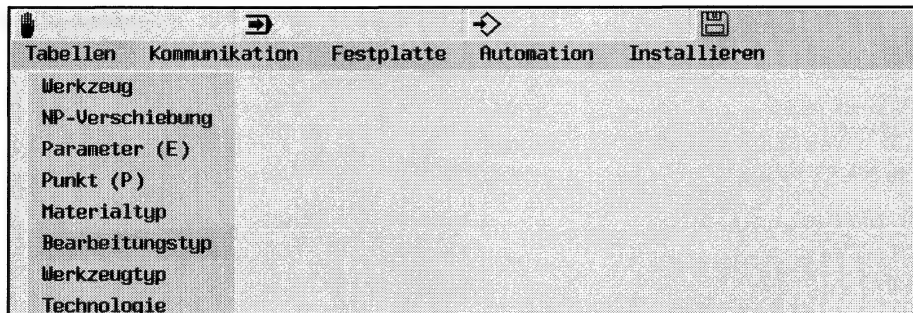 Tabellen Kommunikation Festplatte Automation Installieren
Werkzeug
NP-Verschiebung
Parameter (E)
Punkt (P)
Materialtyp
Bearbeitungstyp
Werkzeugtyp
Technologie